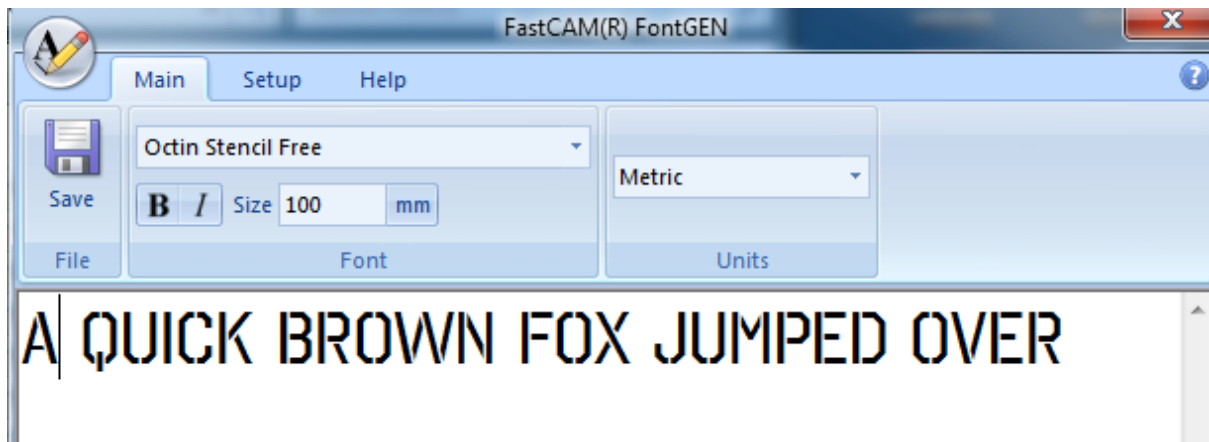 FastCAM(R) FontGEN
Main Setup Help
Octin Stencil Free
Metric
Save
B I Size 100 mm
File Font Units
A QUICK BROWN FOX JUMPED OVER